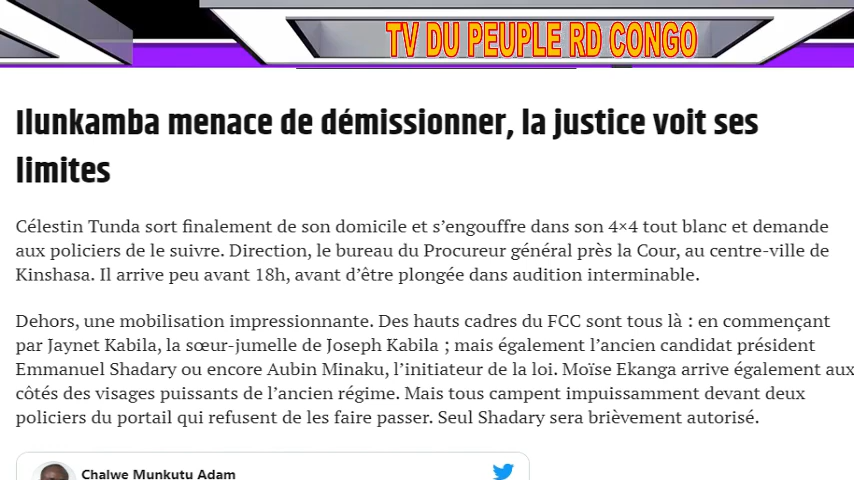 TV DU PEUPLE RD CONGO
Ilunkamba menace de démissionner, la justice voit ses
limites
Célestin Tunda sort finalement de son domicile et s’engouffre dans son 4×4 tout blanc et demande
aux policiers de le suivre. Direction, le bureau du Procureur général près la Cour, au centre-ville de
Kinshasa. Il arrive peu avant 18h, avant d’être plongée dans audition interminable.
Dehors, une mobilisation impressionnante. Des hauts cadres du FCC sont tous là : en commençant
par Jaynet Kabila, la sœur-jumelle de Joseph Kabila ; mais également l’ancien candidat président
Emmanuel Shadary ou encore Aubin Minaku, l’initiateur de la loi. Moïse Ekanga arrive également aux
côtés des visages puissants de l’ancien régime. Mais tous campent impuissamment devant deux
policiers du portail qui refusent de les faire passer. Seul Shadary sera brièvement autorisé.
Chalwe Munkutu Adam